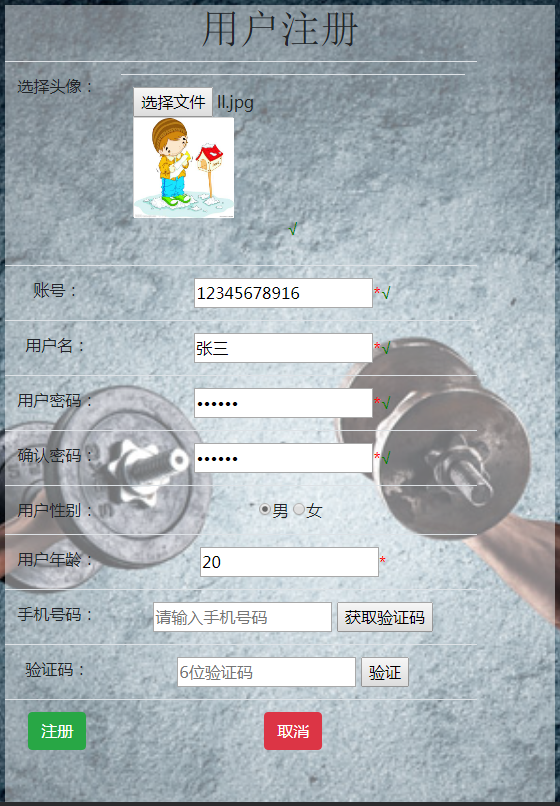 用户注册
选择头像：
选择文件 ll.jpg
√
账号： 12345678916 *√
用户名： 张三 *√
用户密码： •••••• *√
确认密码： •••••• *√
用户性别： 男 女
用户年龄： 20 *
手机号码： 请输入手机号码 获取验证码
验证码： 6位验证码 验证
注册 取消